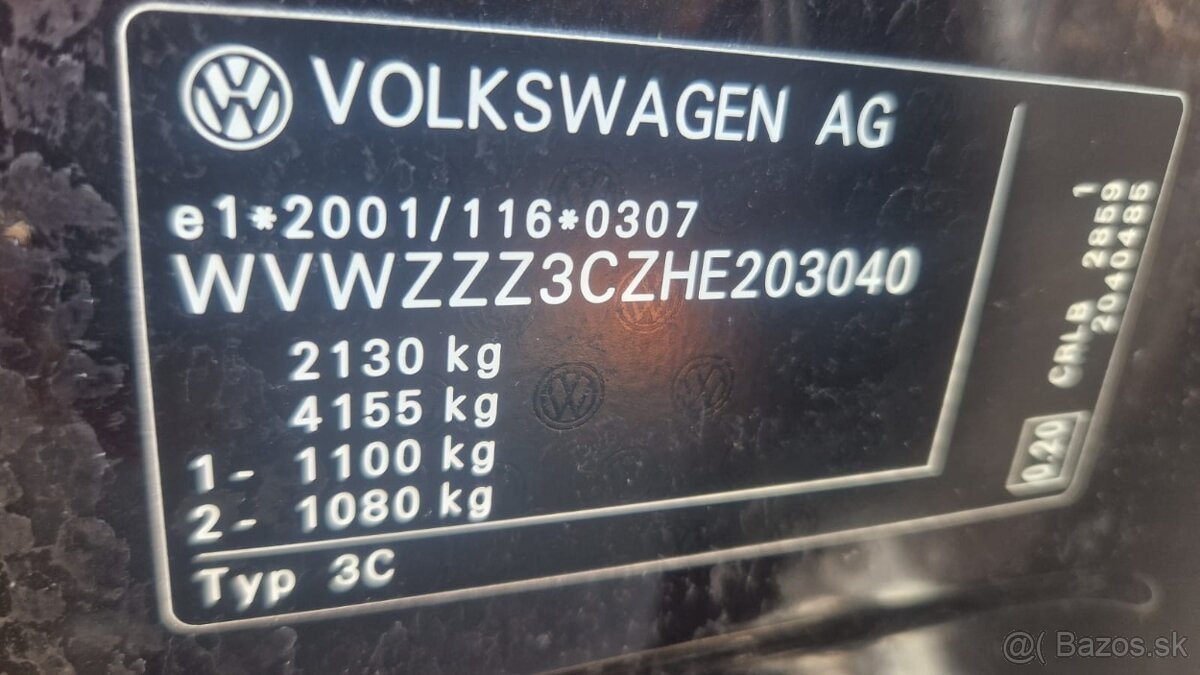 VOLKSWAGEN AG
e1*2001/116*0307
WVWZZZ3CZHE203040
2130 kg
4155 kg
1- 1100 kg
2- 1080 kg
Typ 3C
1
CRLB 2859
2040485
0.20
@( Bazos.sk